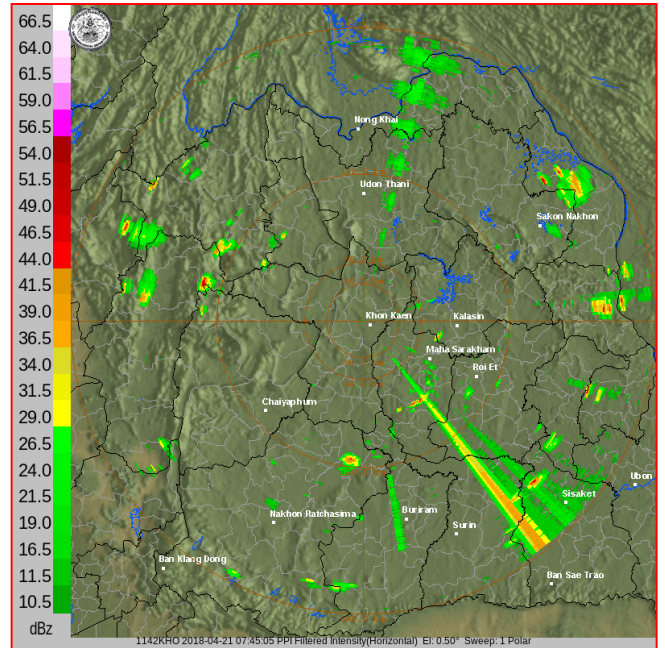 66.5
64.0
61.5
59.0
56.5
54.0
51.5
49.0
46.5
44.0
41.5
39.0
36.5
34.0
31.5
29.0
26.5
24.0
21.5
19.0
16.5
11.5
10.5
dBz
Nong Khai
Udon Thani
Sakon Nakhon
Khon Kaen
Kalasin
Maha Sarakham
Roi Et
Chaiyaphum
Ubon
Sisaket
Nakhon Ratchasima
Buriram
Surin
Ban Klang Dong
Ban Sae Trao
1142KHO 2018-04-21 07:45:05 PPI Filtered Intensity(Horizontal) El: 0.50° Sweep: 1 Polar